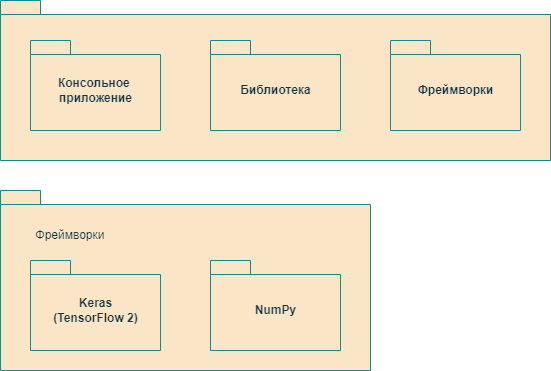 Консольное
приложение
Библиотека
Фреймворки
Фреймворки
Keras
(TensorFlow 2)
NumPy